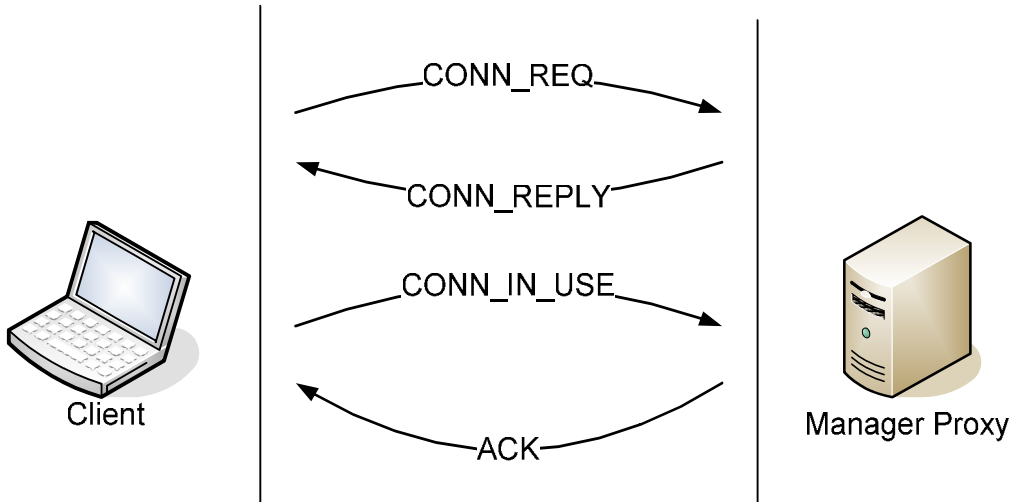 CONN_REQ
CONN_REPLY
CONN_IN_USE
ACK
Client
Manager Proxy